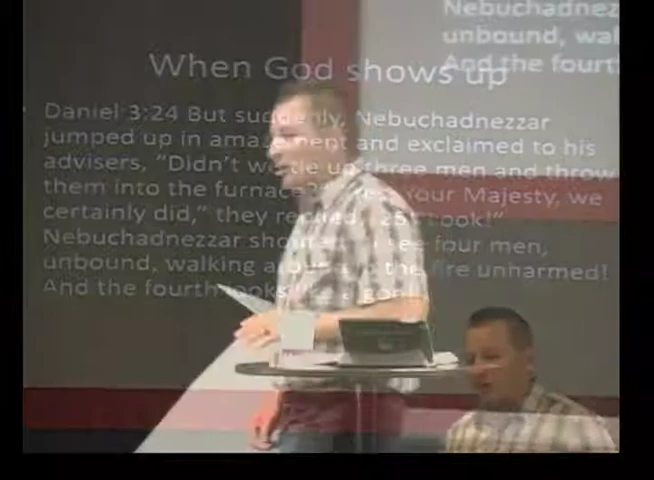 Nebuchadnez
unbound, wal
And the fourt
When God shows up
Daniel 3:24 But suddenly, Nebuchadnezzar
jumped up in amazement and exclaimed to his
advisers, “Didn’t we tie up three men and throw
them into the furnace?” “Yes, Your Majesty, we
certainly did,” they replied. 25 “Look!”
Nebuchadnezzar shouted. “I see four men,
unbound, walking around in the fire unharmed!
And the fourth looks like a god!